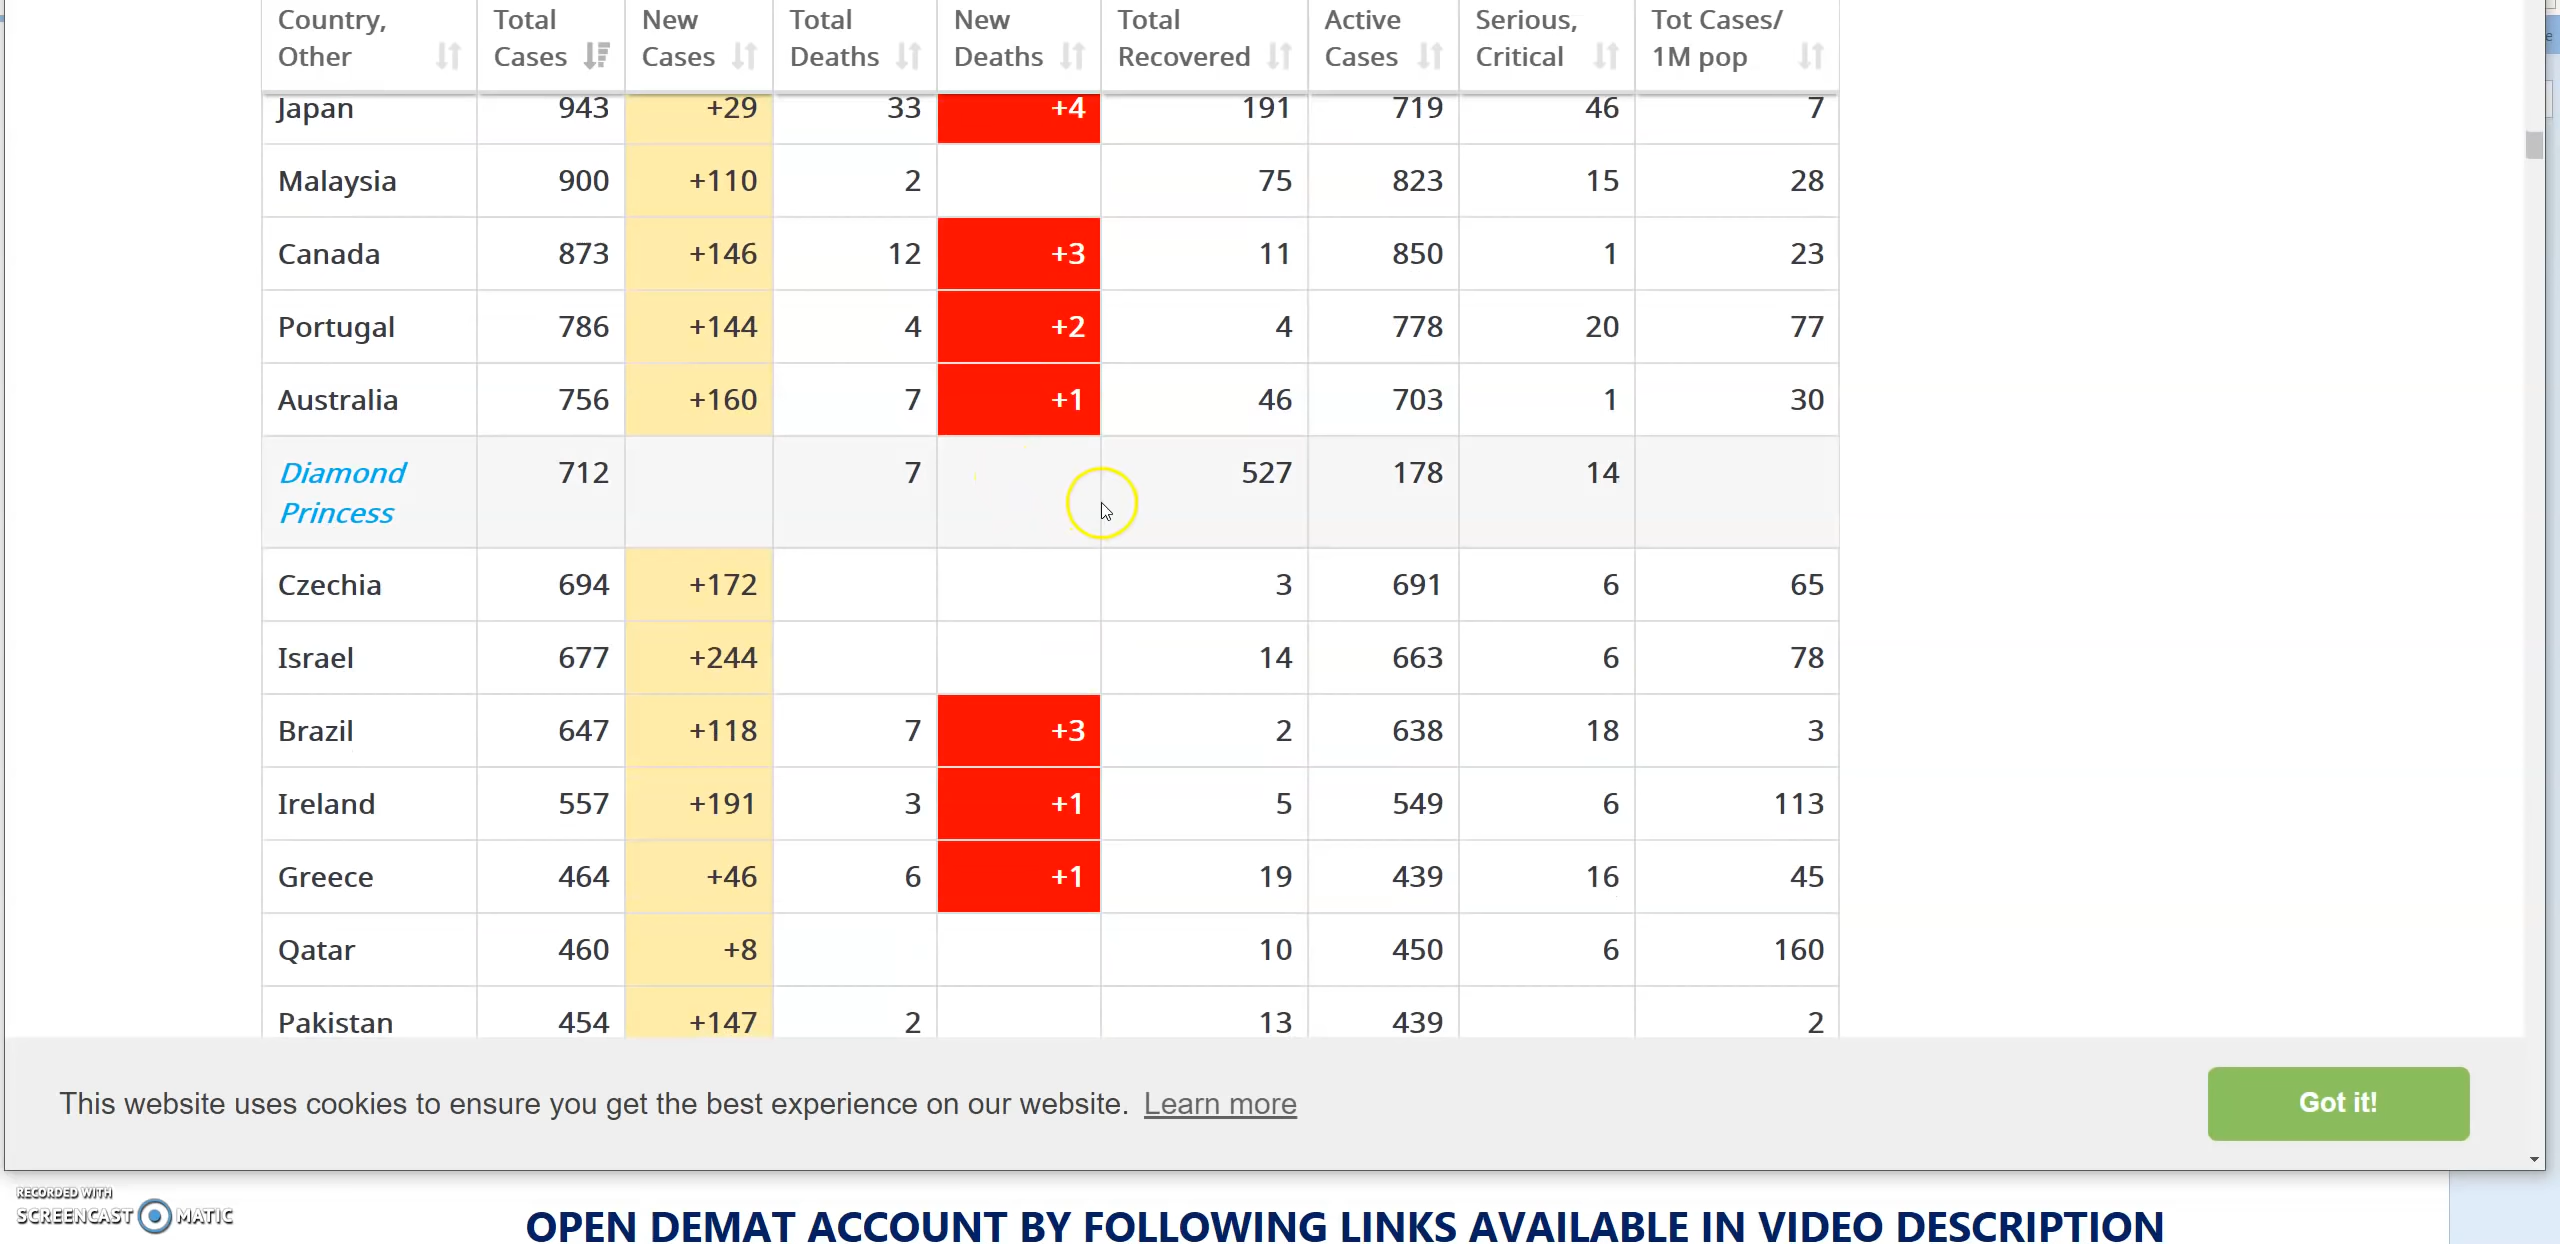 Country, Other Total Cases New Cases Total Deaths New Deaths Total Recovered Active Cases Serious, Critical Tot Cases/ 1M pop
Japan 943 +29 33 +4 191 719 46 7
Malaysia 900 +110 2 75 823 15 28
Canada 873 +146 12 +3 11 850 1 23
Portugal 786 +144 4 +2 4 778 20 77
Australia 756 +160 7 +1 46 703 1 30
Diamond Princess 712 7 527 178 14
Czechia 694 +172 3 691 6 65
Israel 677 +244 14 663 6 78
Brazil 647 +118 7 +3 2 638 18 3
Ireland 557 +191 3 +1 5 549 6 113
Greece 464 +46 6 +1 19 439 16 45
Qatar 460 +8 10 450 6 160
Pakistan 454 +147 2 13 439 2
This website uses cookies to ensure you get the best experience on our website. Learn more
Got it!
RECORDED WITH
SCREENCAST MATIC
OPEN DEMAT ACCOUNT BY FOLLOWING LINKS AVAILABLE IN VIDEO DESCRIPTION